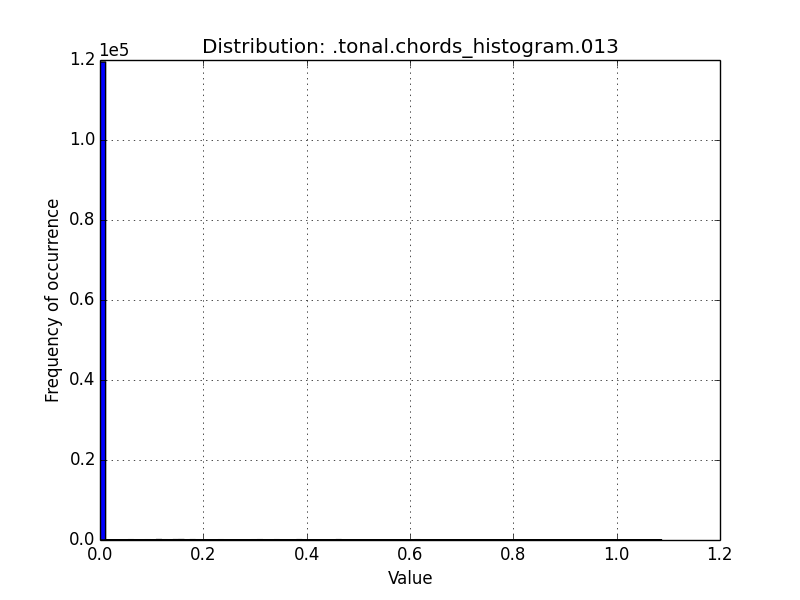 Distribution: .tonal.chords_histogram.013
1e5
1.2
1.0
0.8
0.6
0.4
0.2
0.0
Frequency of occurrence
0.0 0.2 0.4 0.6 0.8 1.0 1.2
Value